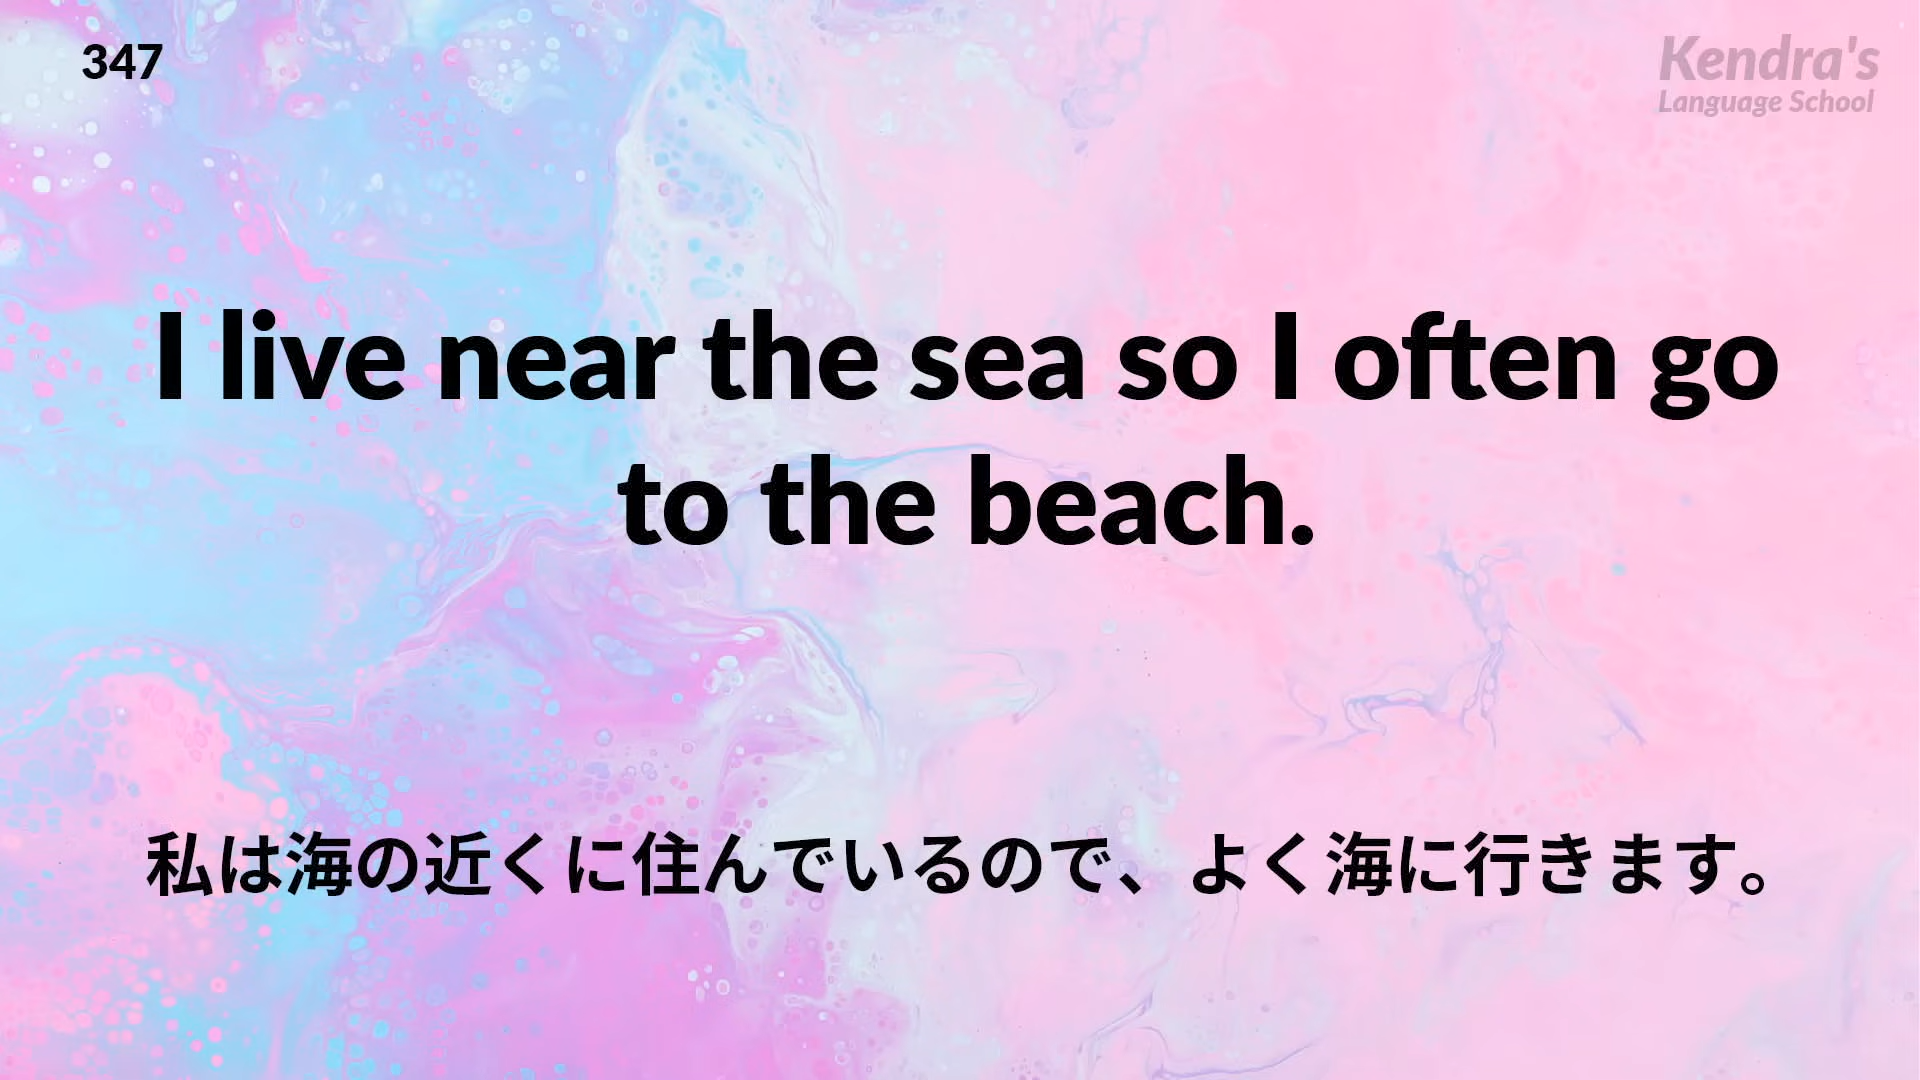 347
Kendra's
Language School
I live near the sea so I often go
to the beach.
私は海の近くに住んでいるので、よく海に行きます。